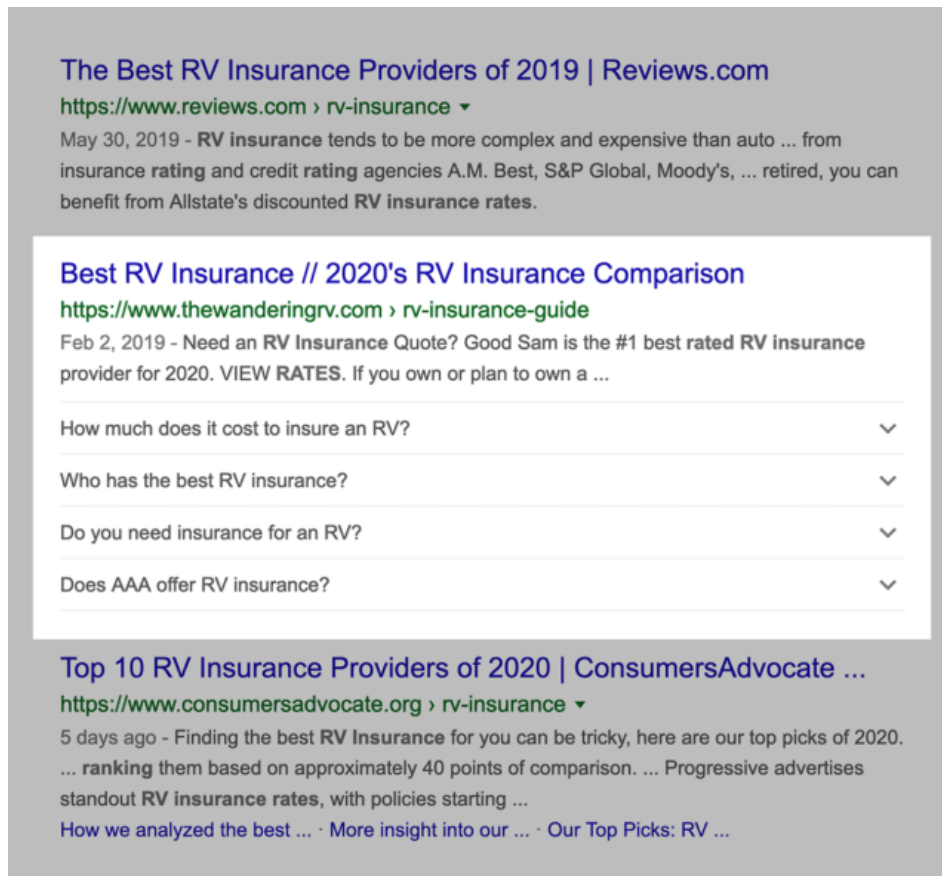 The Best RV Insurance Providers of 2019 | Reviews.com
https://www.reviews.com › rv-insurance ▾
May 30, 2019 - RV insurance tends to be more complex and expensive than auto ... from
insurance rating and credit rating agencies A.M. Best, S&P Global, Moody's, ... retired, you can
benefit from Allstate's discounted RV insurance rates.
Best RV Insurance // 2020's RV Insurance Comparison
https://www.thewanderingrv.com › rv-insurance-guide
Feb 2, 2019 - Need an RV Insurance Quote? Good Sam is the #1 best rated RV insurance
provider for 2020. VIEW RATES. If you own or plan to own a ...
How much does it cost to insure an RV?
Who has the best RV insurance?
Do you need insurance for an RV?
Does AAA offer RV insurance?
Top 10 RV Insurance Providers of 2020 | ConsumersAdvocate ...
https://www.consumersadvocate.org › rv-insurance ▾
5 days ago - Finding the best RV Insurance for you can be tricky, here are our top picks of 2020.
... ranking them based on approximately 40 points of comparison. ... Progressive advertises
standout RV insurance rates, with policies starting ...
How we analyzed the best ... · More insight into our ... · Our Top Picks: RV ...